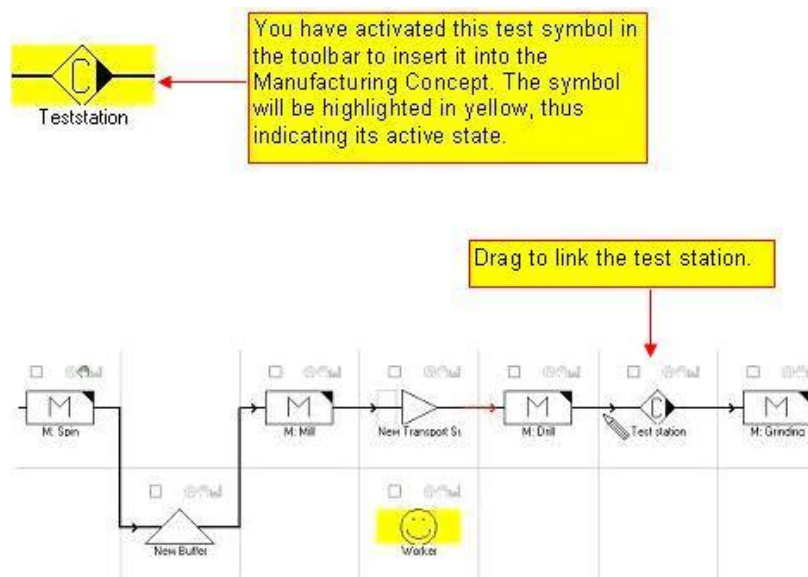 You have activated this test symbol in
the toolbar to insert it into the
Manufacturing Concept. The symbol
will be highlighted in yellow, thus
indicating its active state.
C
Teststation
Drag to link the test station.
M
M: Spin
M
M: Mill
New Transport Sy
M
M: Drill
C
Test station
M
M: Grinding
New Buffer
Worker